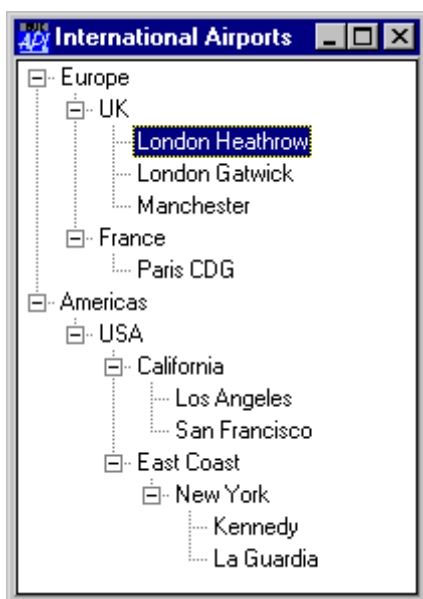 International Airports
Europe
UK
London Heathrow
London Gatwick
Manchester
France
Paris CDG
Americas
USA
California
Los Angeles
San Francisco
East Coast
New York
Kennedy
La Guardia